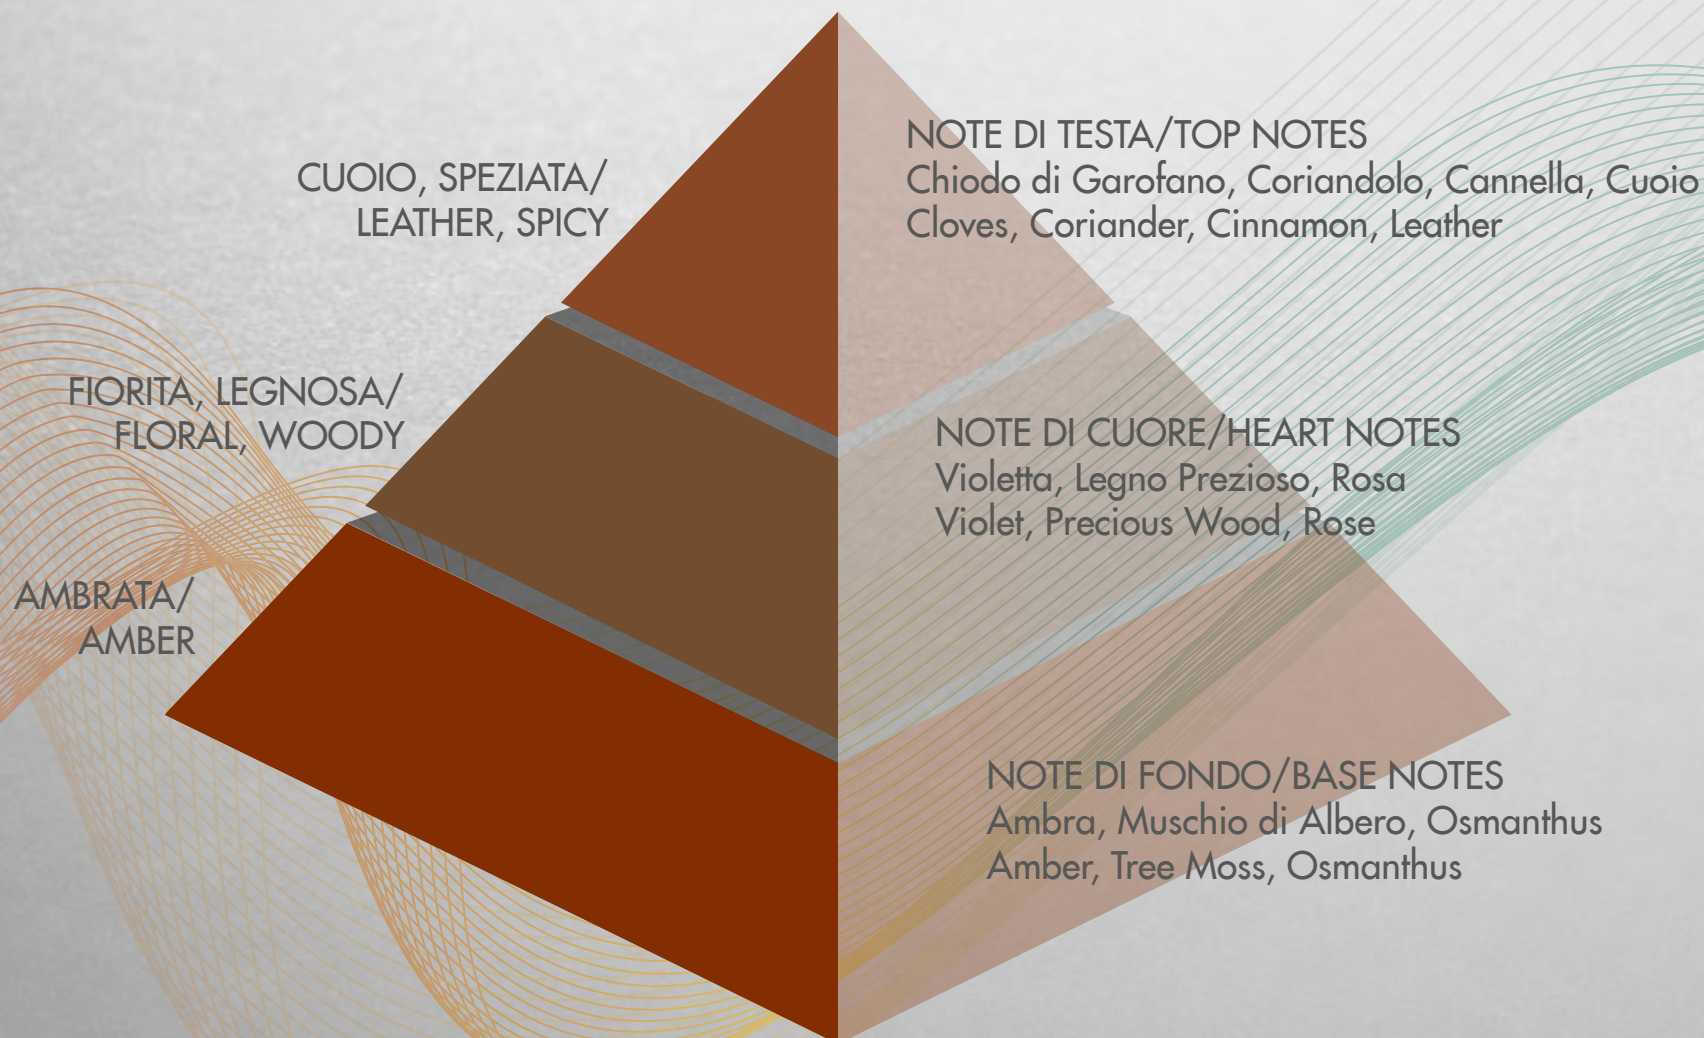 CUOIO, SPEZIATA/
LEATHER, SPICY
NOTE DI TESTA/TOP NOTES
Chiodo di Garofano, Coriandolo, Cannella, Cuoio
Cloves, Coriander, Cinnamon, Leather
FIORITA, LEGNOSA/
FLORAL, WOODY
NOTE DI CUORE/HEART NOTES
Violetta, Legno Prezioso, Rosa
Violet, Precious Wood, Rose
AMBRATA/
AMBER
NOTE DI FONDO/BASE NOTES
Ambra, Muschio di Albero, Osmanthus
Amber, Tree Moss, Osmanthus